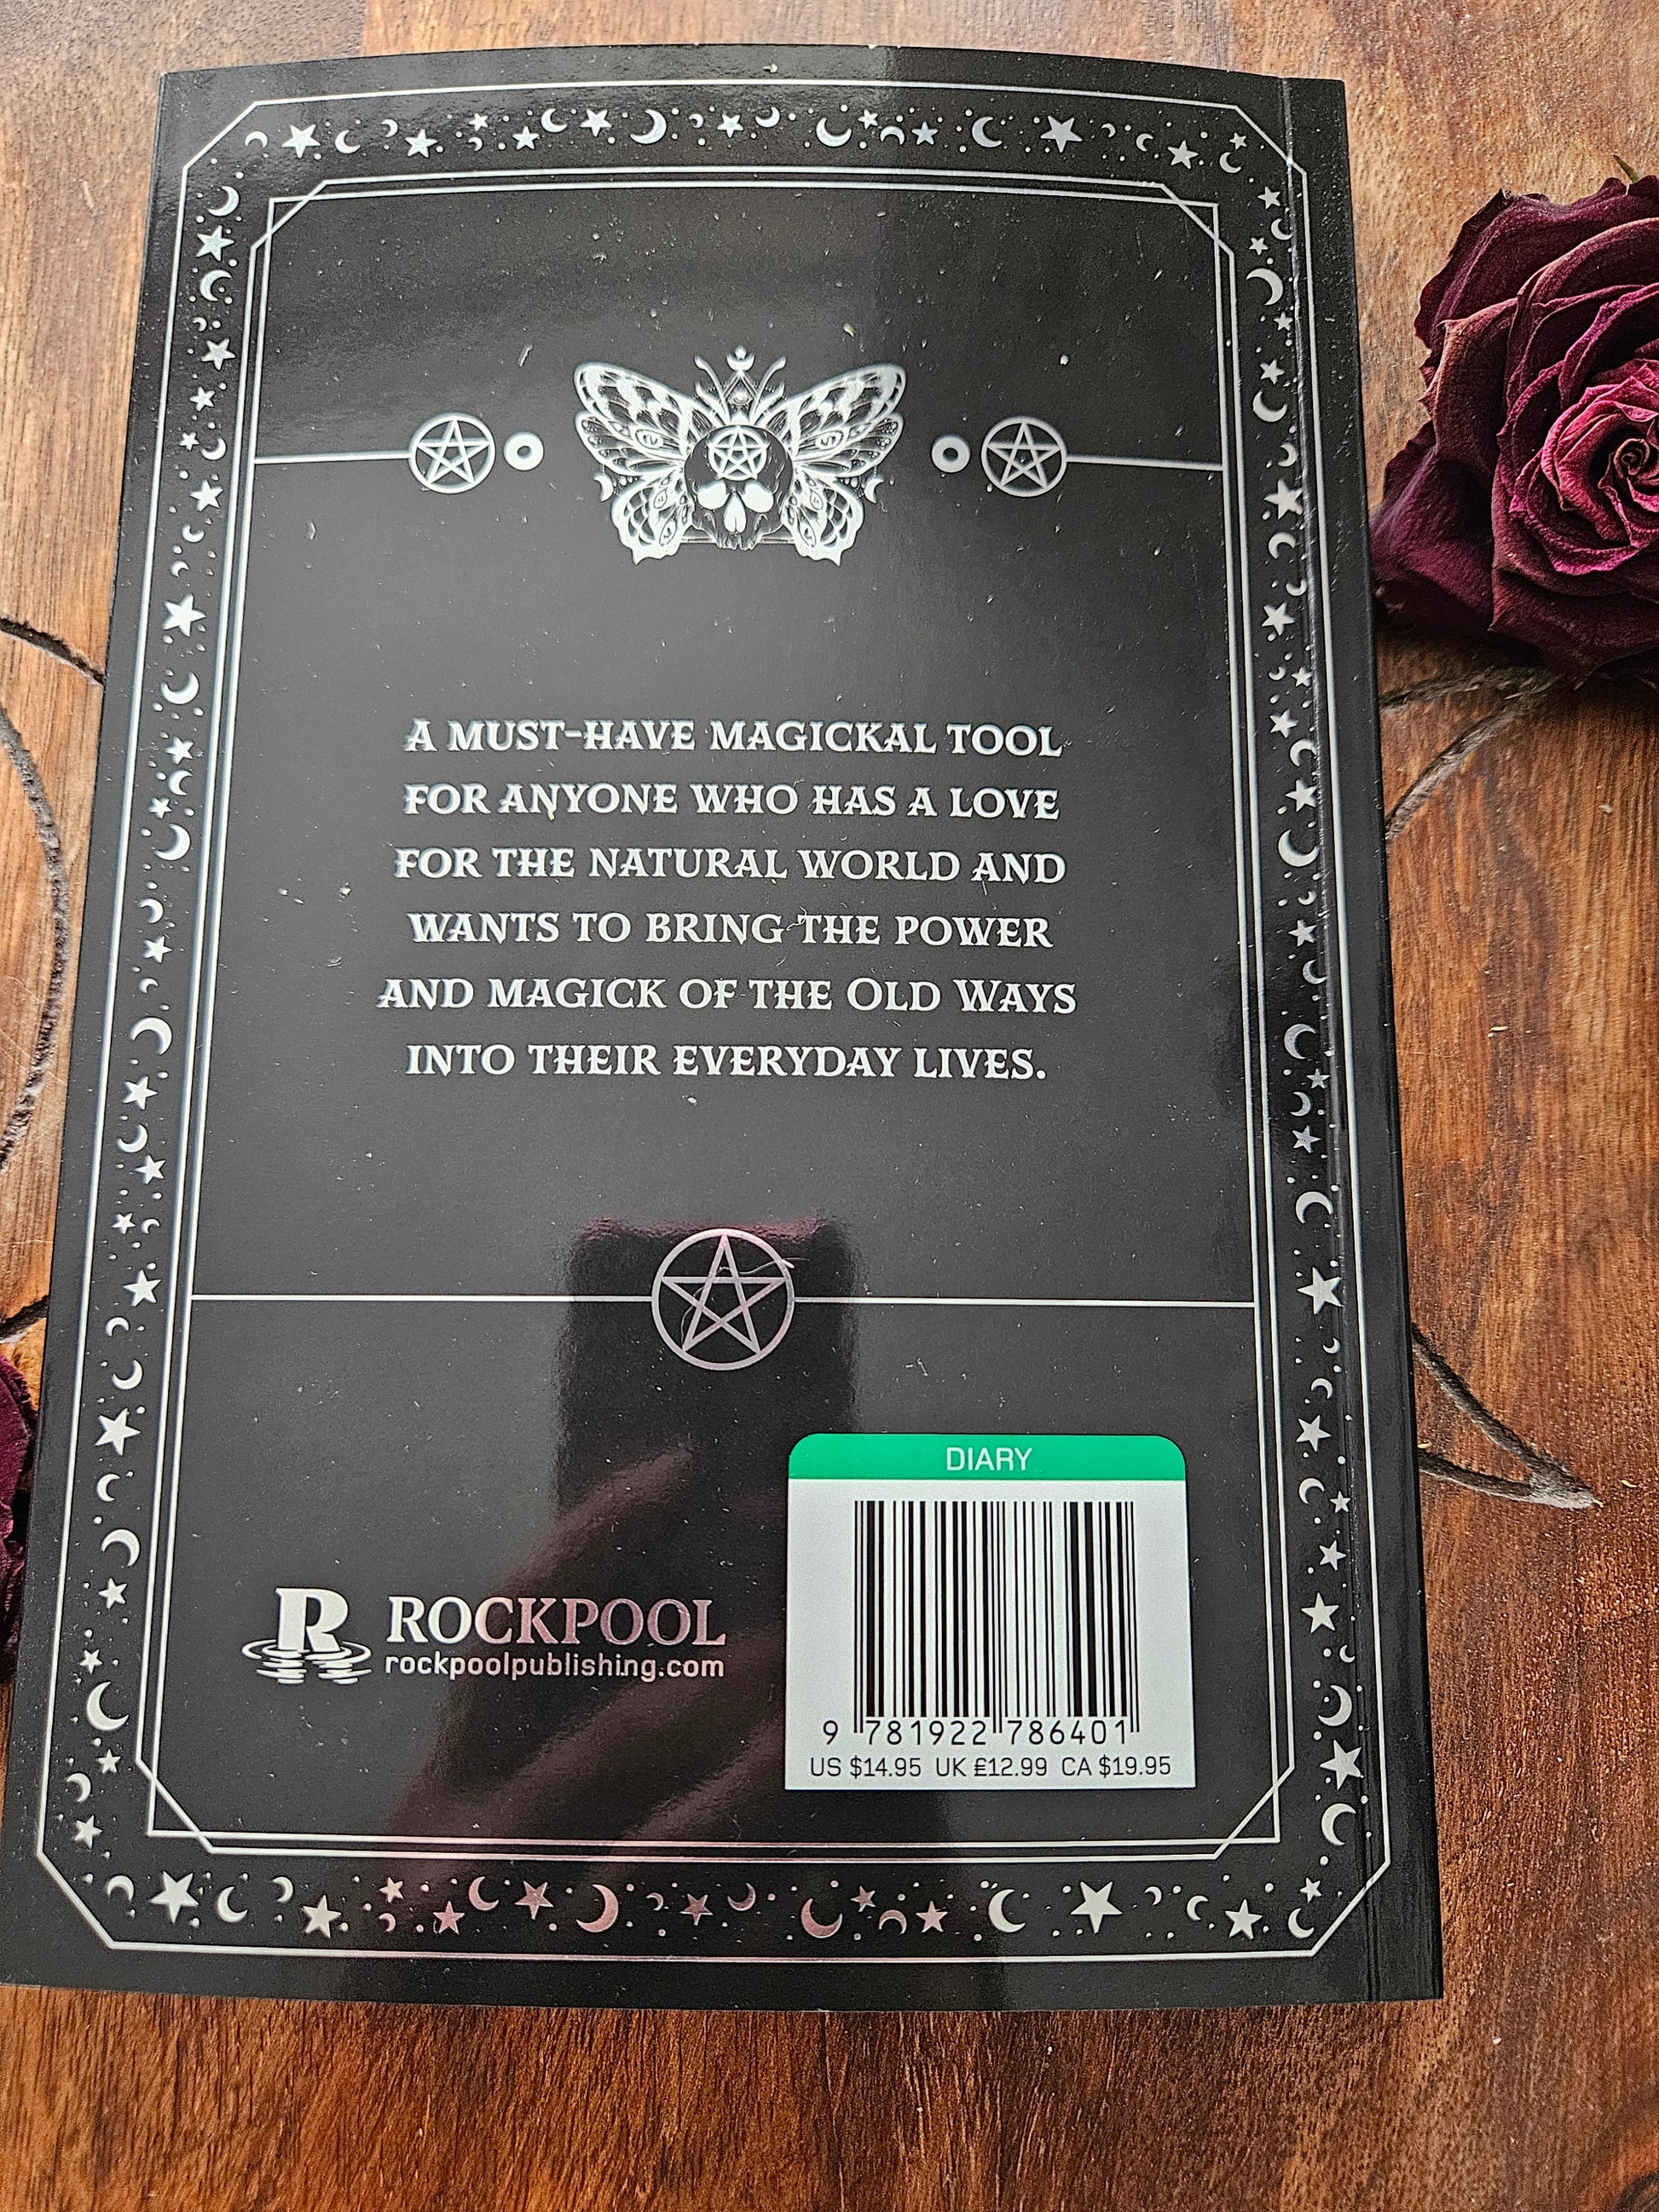 A MUST-HAVE MAGICKAL TOOL
FOR ANYONE WHO HAS A LOVE
FOR THE NATURAL WORLD AND
WANTS TO BRING THE POWER
AND MAGICK OF THE OLD WAYS
INTO THEIR EVERYDAY LIVES.
R ROCKPOOL
rockpoolpublishing.com
DIARY
9 781922 786401
US $14.95 UK £12.99 CA $19.95